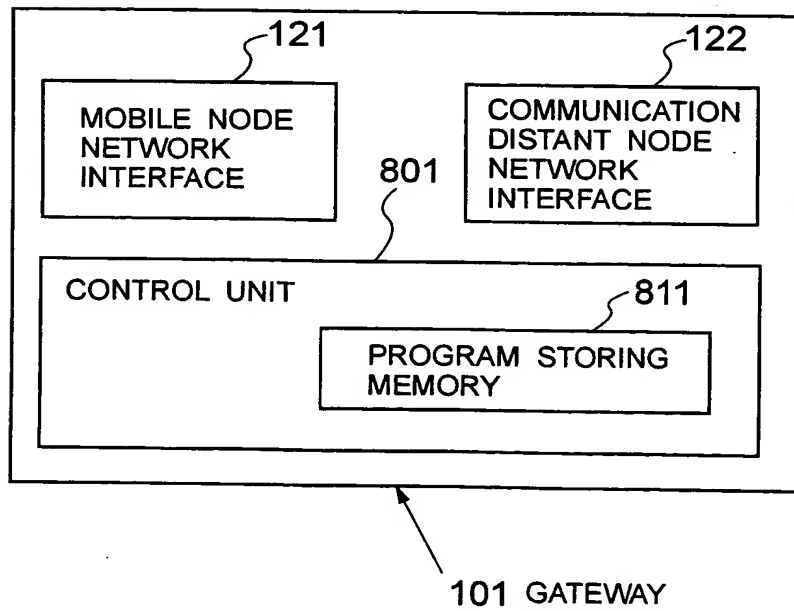 121
122
MOBILE NODE
NETWORK
INTERFACE
COMMUNICATION
DISTANT NODE
NETWORK
INTERFACE
801
CONTROL UNIT
811
PROGRAM STORING
MEMORY
101 GATEWAY